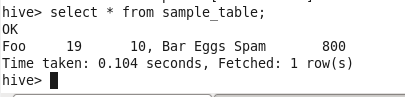 hive> select * from sample_table;
OK
Foo     19      10, Bar Eggs Spam       800
Time taken: 0.104 seconds, Fetched: 1 row(s)
hive>